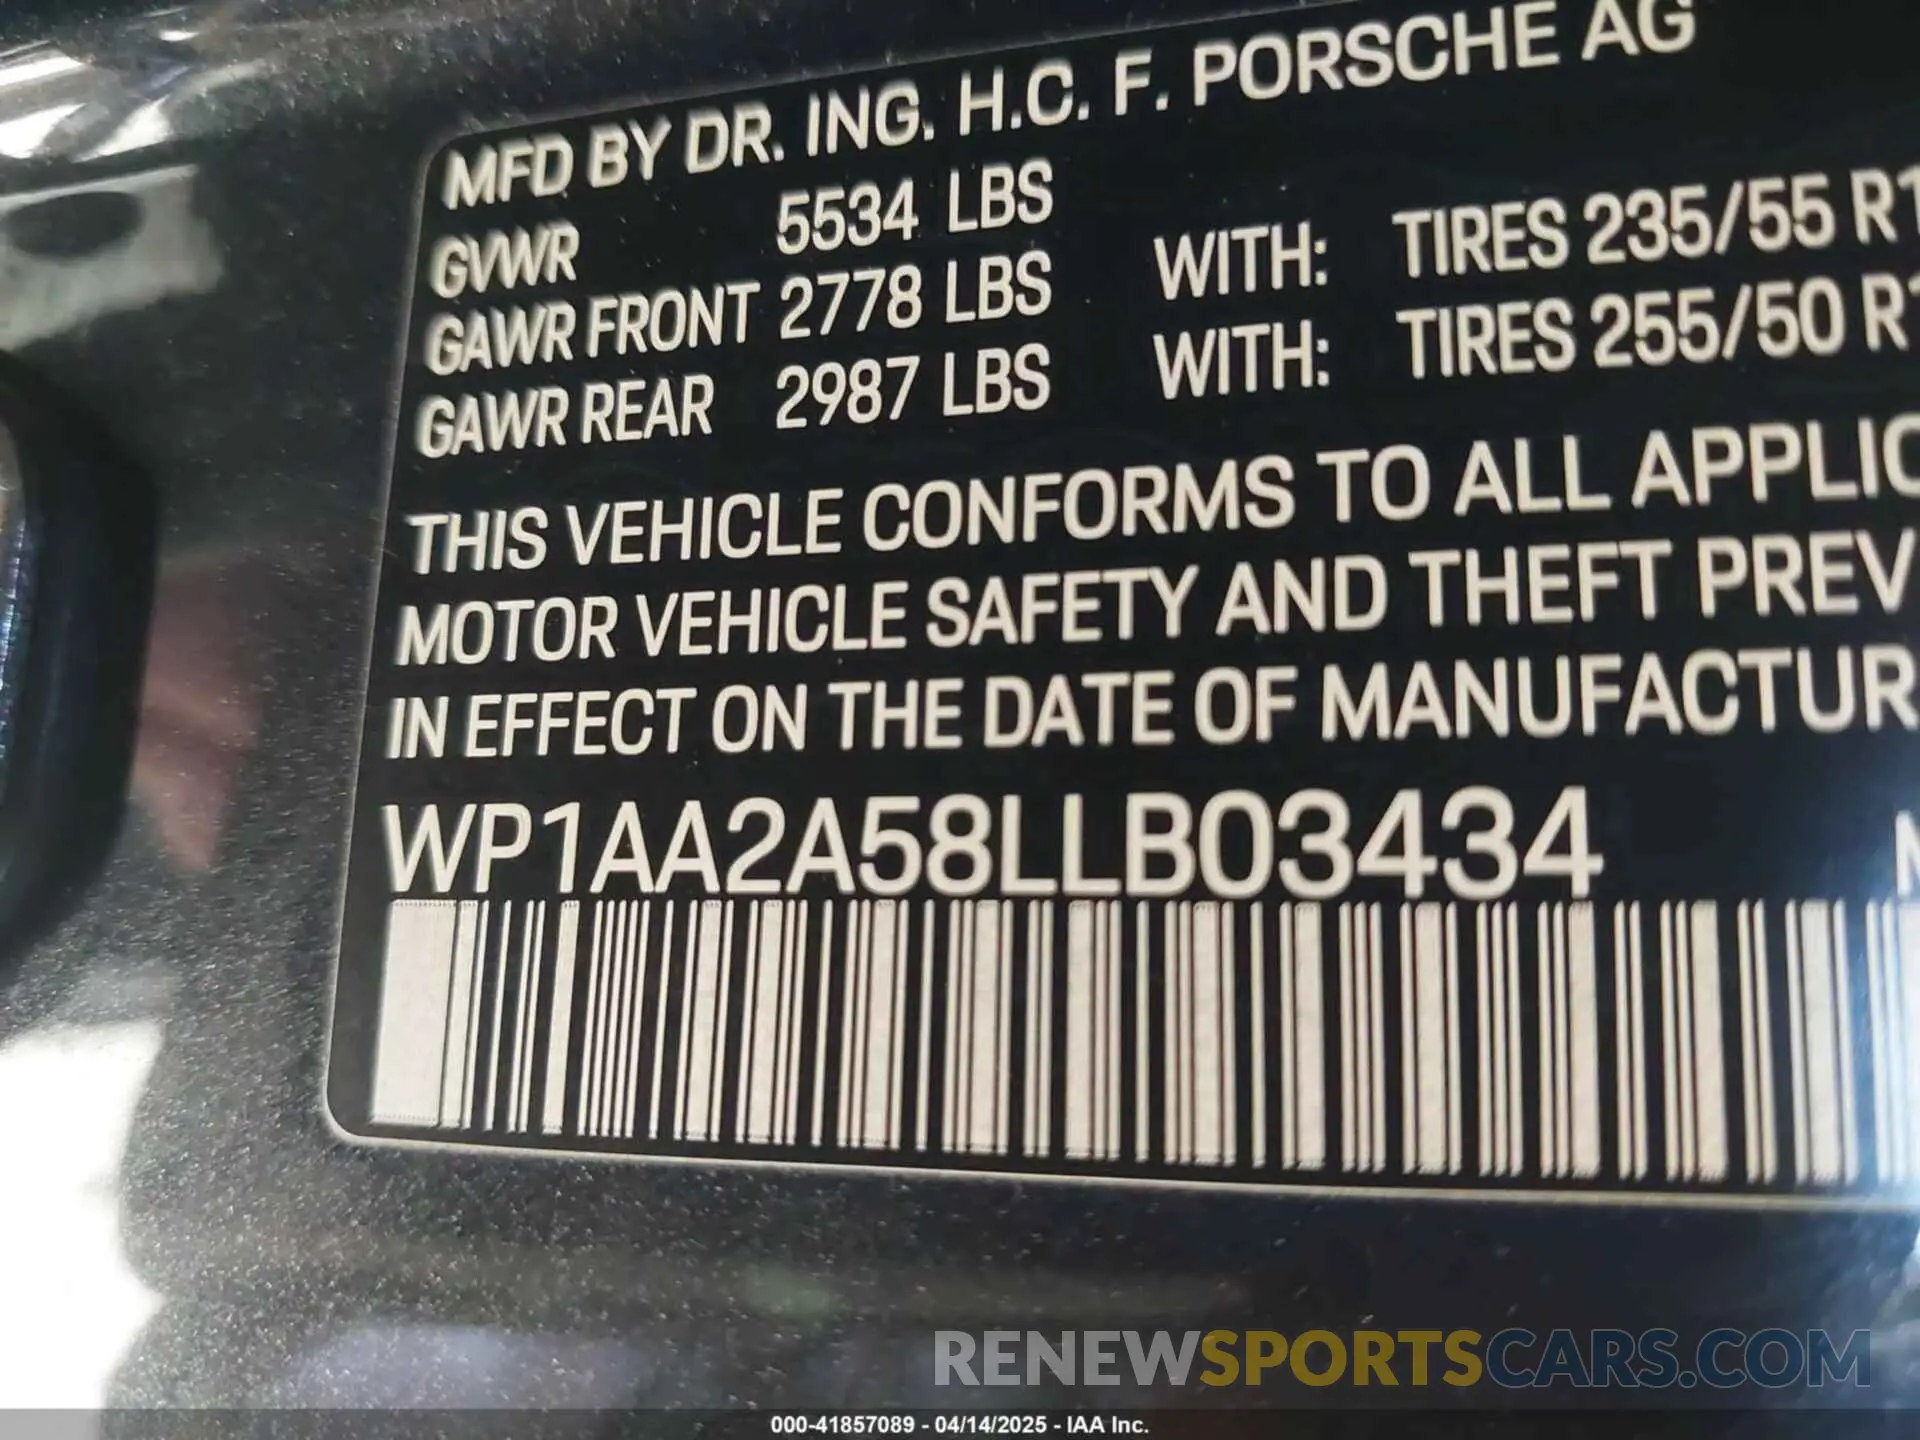 MFD BY DR. ING. H.C. F. PORSCHE AG
GVWR 5534 LBS
GAWR FRONT 2778 LBS WITH: TIRES 235/55 R1
GAWR REAR 2987 LBS WITH: TIRES 255/50 R1
THIS VEHICLE CONFORMS TO ALL APPLIC
MOTOR VEHICLE SAFETY AND THEFT PREV
IN EFFECT ON THE DATE OF MANUFACTUR
WP1AA2A58LLB03434
RENEWSPORTSCARS.COM
000-41857089 - 04/14/2025 - IAA Inc.